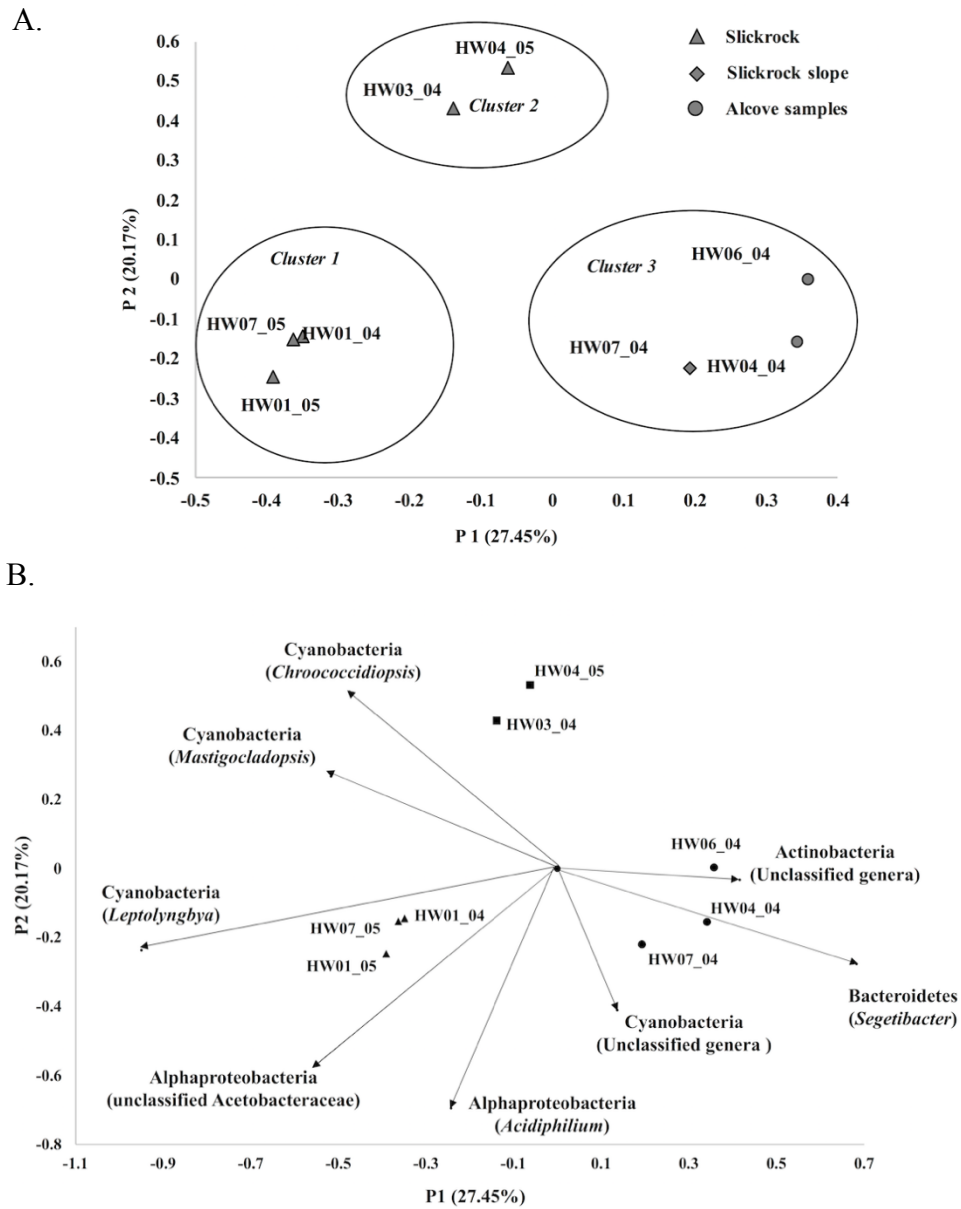 A.
0.6
0.5
0.4
0.3
0.2
0.1
0
-0.1
-0.2
-0.3
-0.4
-0.5
P 2 (20.17%)
HW04_05
HW03_04
Cluster 2
Slickrock
Slickrock slope
Alcove samples
Cluster 1
HW07_05
HW01_04
HW01_05
Cluster 3
HW06_04
HW07_04
HW04_04
-0.5 -0.4 -0.3 -0.2 -0.1 0 0.1 0.2 0.3 0.4
P 1 (27.45%)
B.
0.6
0.4
0.2
0
-0.2
-0.4
-0.6
-0.8
P2 (20.17%)
Cyanobacteria
(Chroococcidiopsis)
HW04_05
HW03_04
Cyanobacteria
(Mastigocladopsis)
Cyanobacteria
(Leptolyngbya)
HW07_05
HW01_04
HW01_05
HW06_04
Actinobacteria
(Unclassified genera)
HW04_04
HW07_04
Bacteroidetes
(Segetibacter)
Cyanobacteria
(Unclassified genera )
Alphaproteobacteria
(unclassified Acetobacteraceae)
Alphaproteobacteria
(Acidiphilium)
-1.1 -0.9 -0.7 -0.5 -0.3 -0.1 0.1 0.3 0.5 0.7
P1 (27.45%)